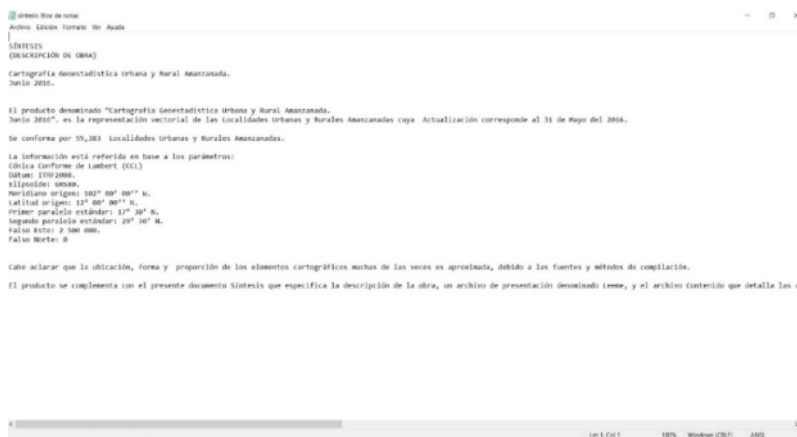 síntesis: Bloc de notas
Archivo Edición Formato Ver Ayuda
SÍNTESIS
(DESCRIPCIÓN DE OBRA)
Cartografía Geoestadística Urbana y Rural Amanzanada.
Junio 2016.
El producto denominado "Cartografía Geoestadística Urbana y Rural Amanzanada.
Junio 2016". es la representación vectorial de las Localidades Urbanas y Rurales Amanzanadas cuya Actualización corresponde al 31 de Mayo del 2016.
Se conforma por Localidades Urbanas y Rurales Amanzanadas.
La información está referida en base a los parámetros:
Cónica Conforme de Lambert (CCL)
Dátum: ITRF2008.
Elipsoide: GRS80.
Meridiano origen: 102° 00' 00'' W.
Latitud origen: 12° 00' 00'' N.
Primer paralelo estándar: 17° 30' N.
Segundo paralelo estándar: 29° 30' N.
Falso Este: 2 500 000.
Falso Norte: 0
Cabe aclarar que la ubicación, forma y proporción de los elementos cartográficos muchas de las veces es aproximada, debido a las fuentes y métodos de compilación.
El producto se complementa con el presente documento Síntesis que especifica la descripción de la obra, un archivo de presentación denominado Leeme, y el archivo Contenido que detalla las
Ln 1, Col 1 100% Windows (CRLF) ANSI